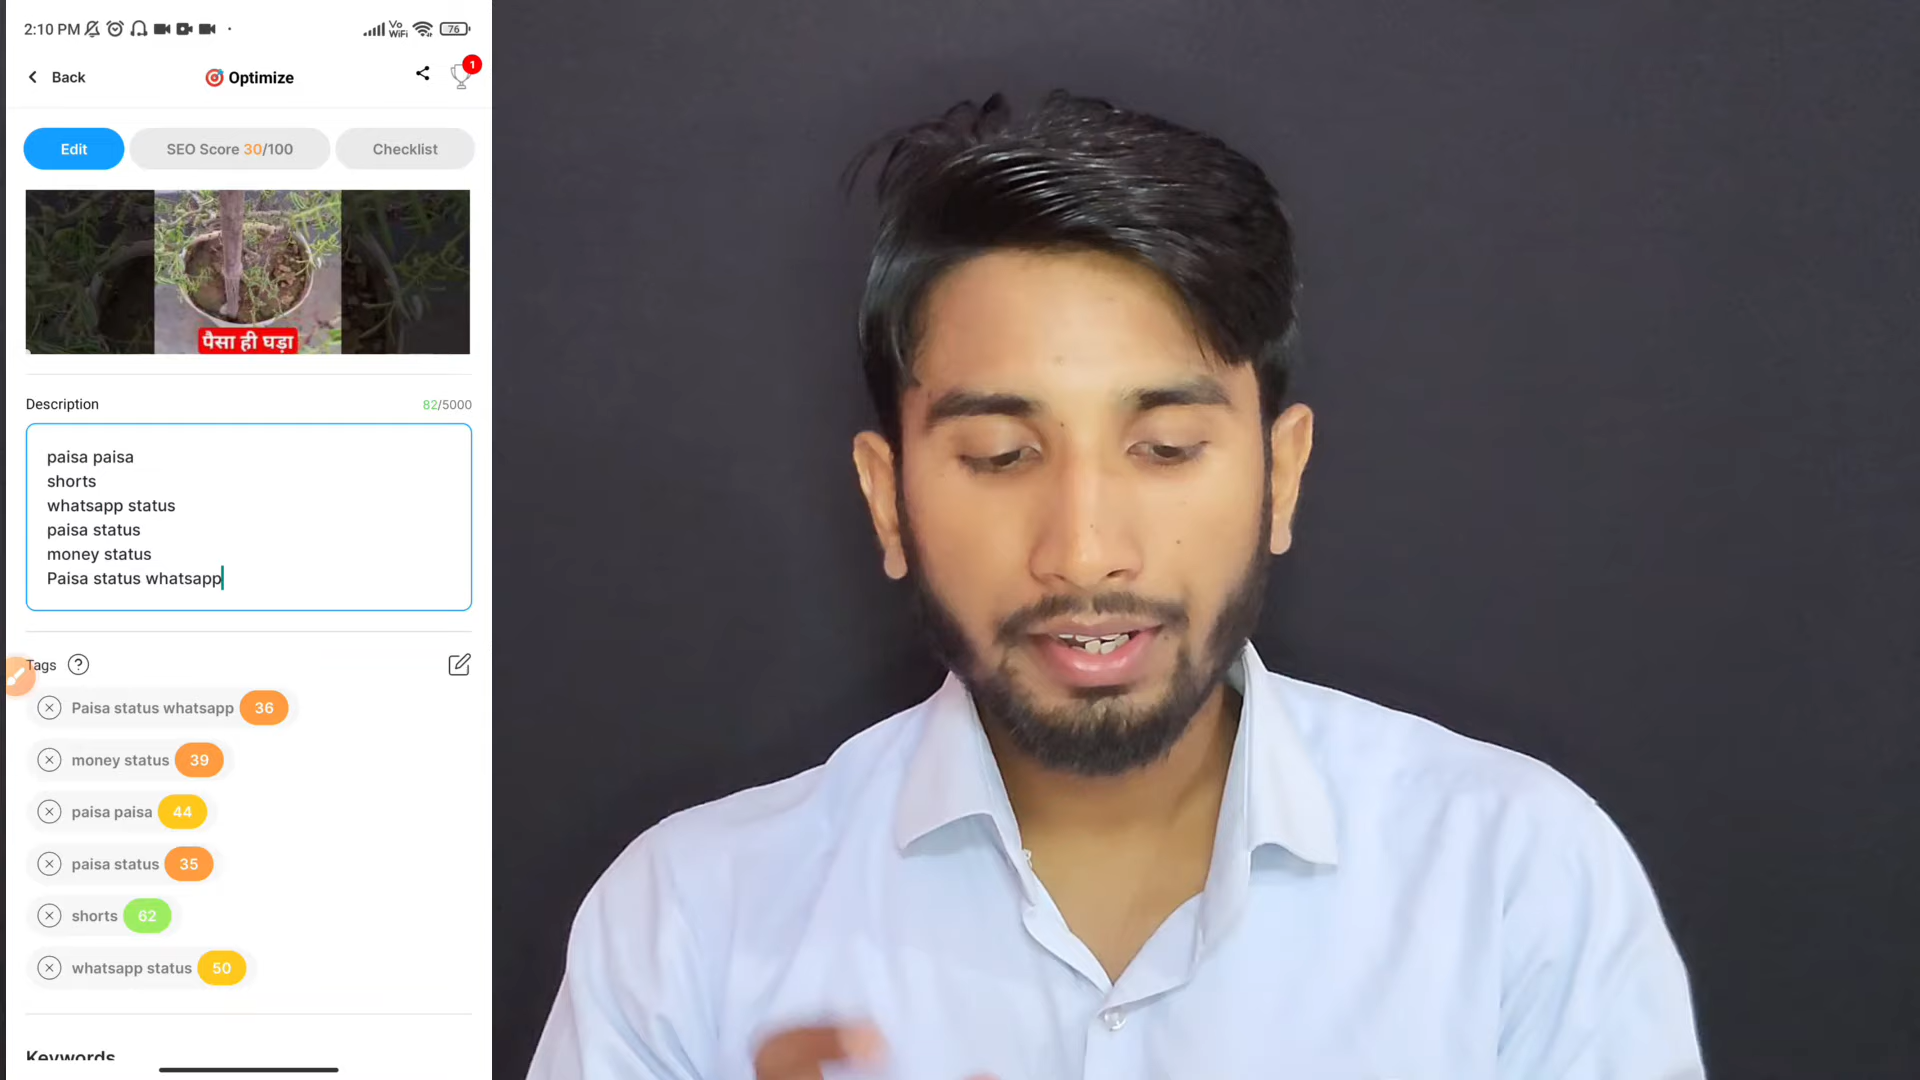 2:10 PM
Vo
WiFi
76
Back
Optimize
1
Edit
SEO Score 30/100
Checklist
पैसा ही घड़ा
Description
82/5000
paisa paisa
shorts
whatsapp status
paisa status
money status
Paisa status whatsapp
Tags
?
Paisa status whatsapp 36
money status 39
paisa paisa 44
paisa status 35
shorts 62
whatsapp status 50
Keywords